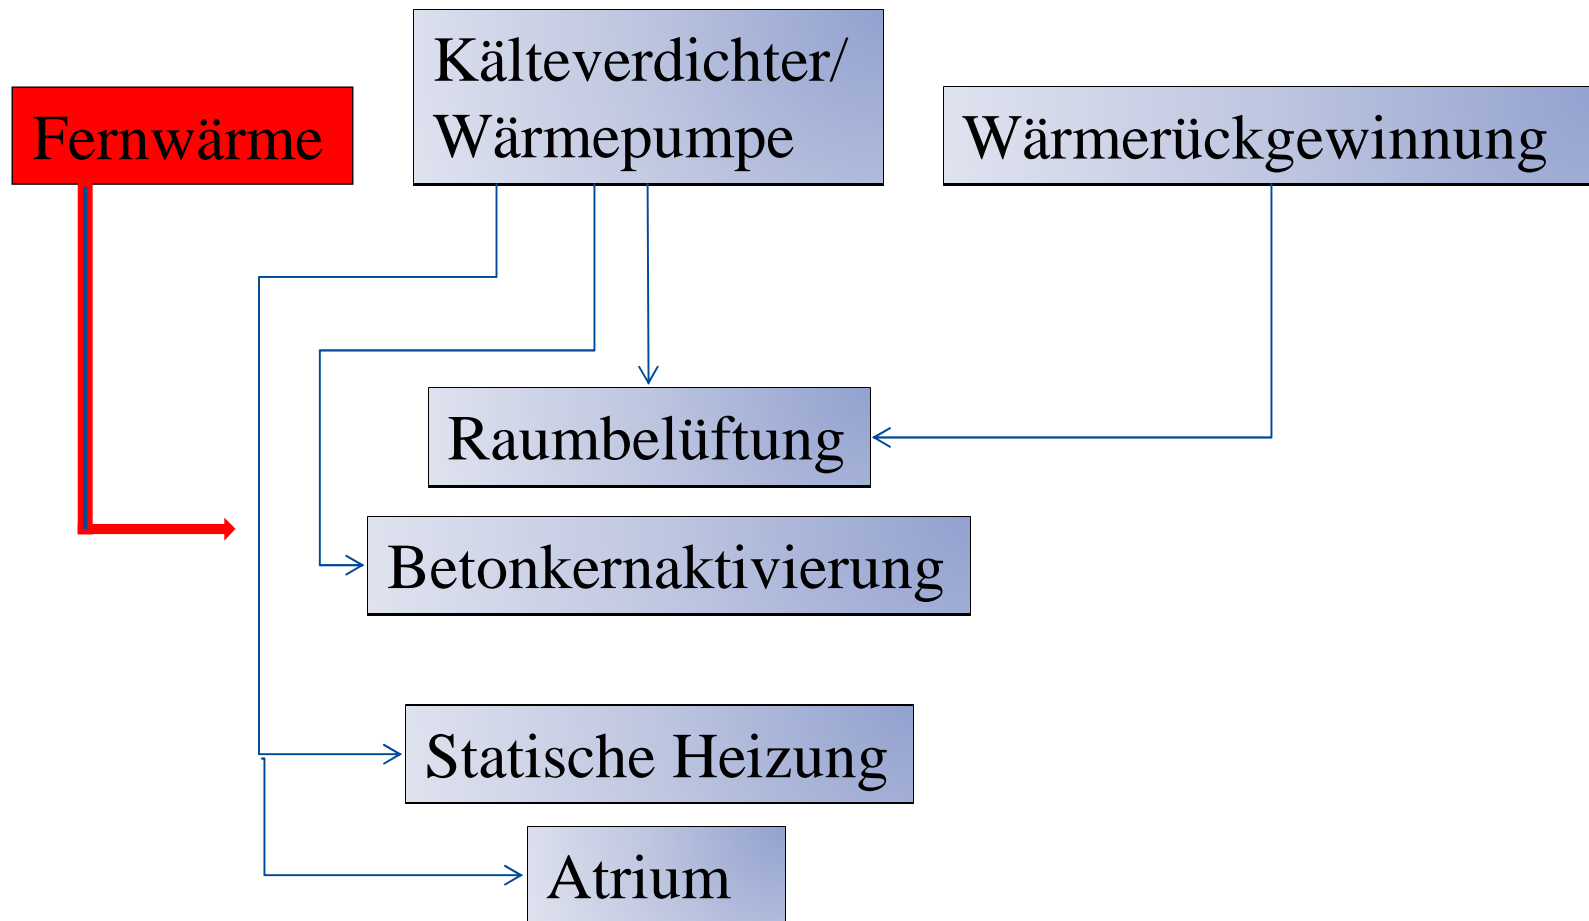 Kälteverdichter/
Wärmepumpe
Fernwärme
Wärmerückgewinnung
Raumbelüftung
Betonkernaktivierung
Statische Heizung
Atrium